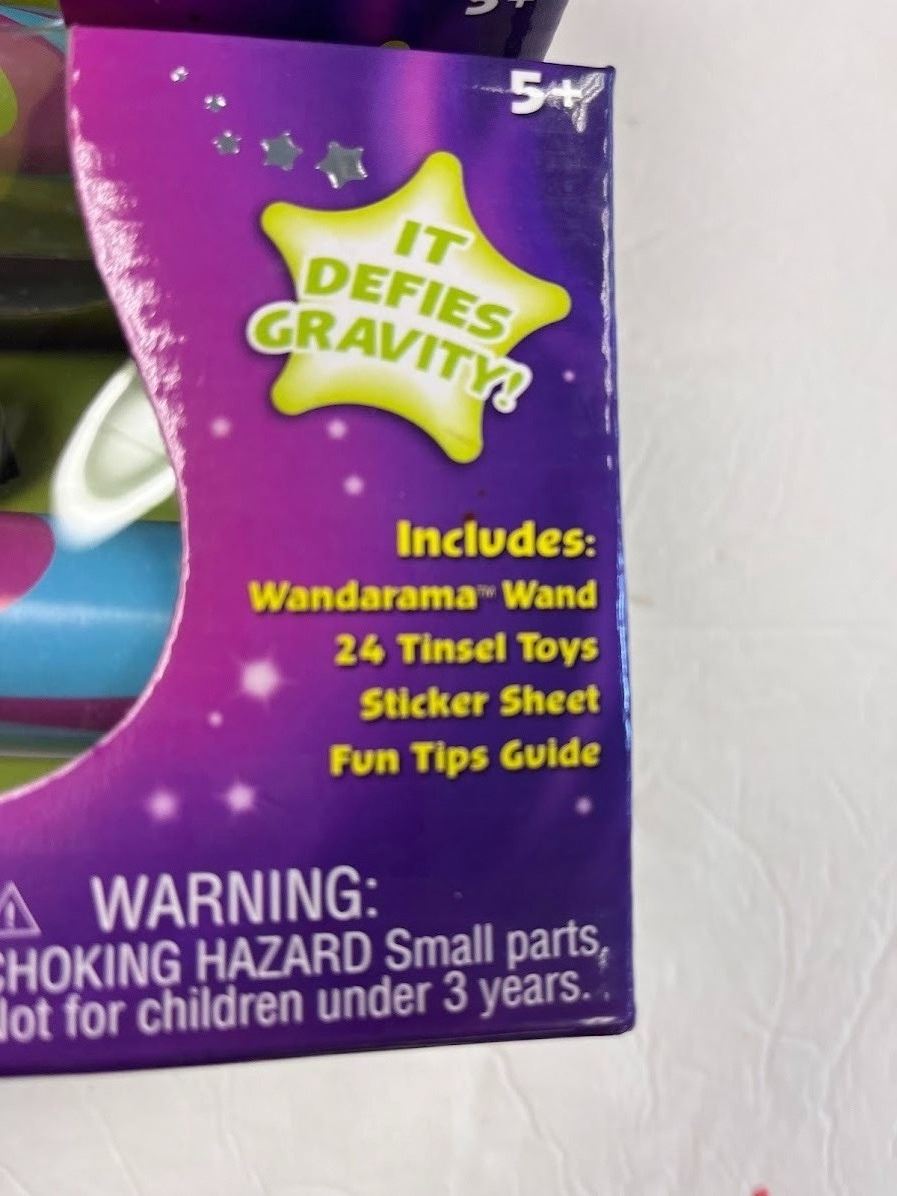 5+
5+
IT
DEFIES
GRAVITY!
Includes:
Wandarama™ Wand
24 Tinsel Toys
Sticker Sheet
Fun Tips Guide
WARNING:
CHOKING HAZARD Small parts,
Not for children under 3 years.